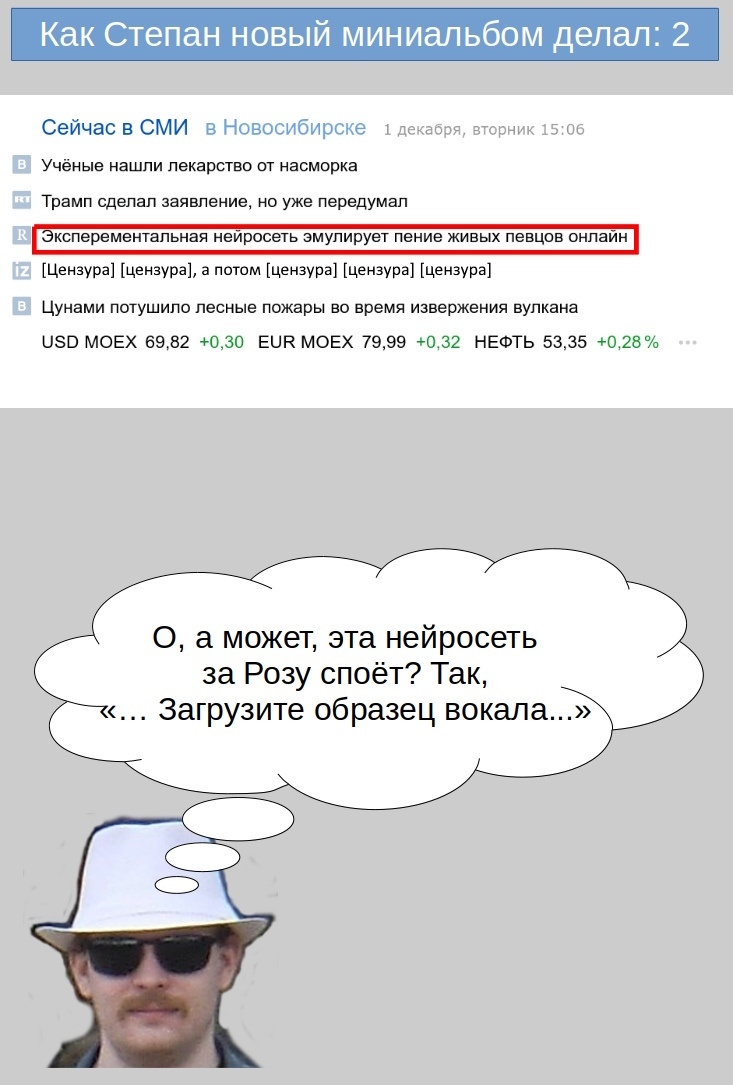 Как Степан новый миниальбом делал: 2
Сейчас в СМИ в Новосибирске 1 декабря, вторник 15:06
В Учёные нашли лекарство от насморка
RT Трамп сделал заявление, но уже передумал
R Эксперементальная нейросеть эмулирует пение живых певцов онлайн
iz [Цензура] [цензура], а потом [цензура] [цензура] [цензура]
В Цунами потушило лесные пожары во время извержения вулкана
USD MOEX 69,82 +0,30 EUR MOEX 79,99 +0,32 НЕФТЬ 53,35 +0,28 % •••
О, а может, эта нейросеть
за Розу споёт? Так,
«… Загрузите образец вокала...»